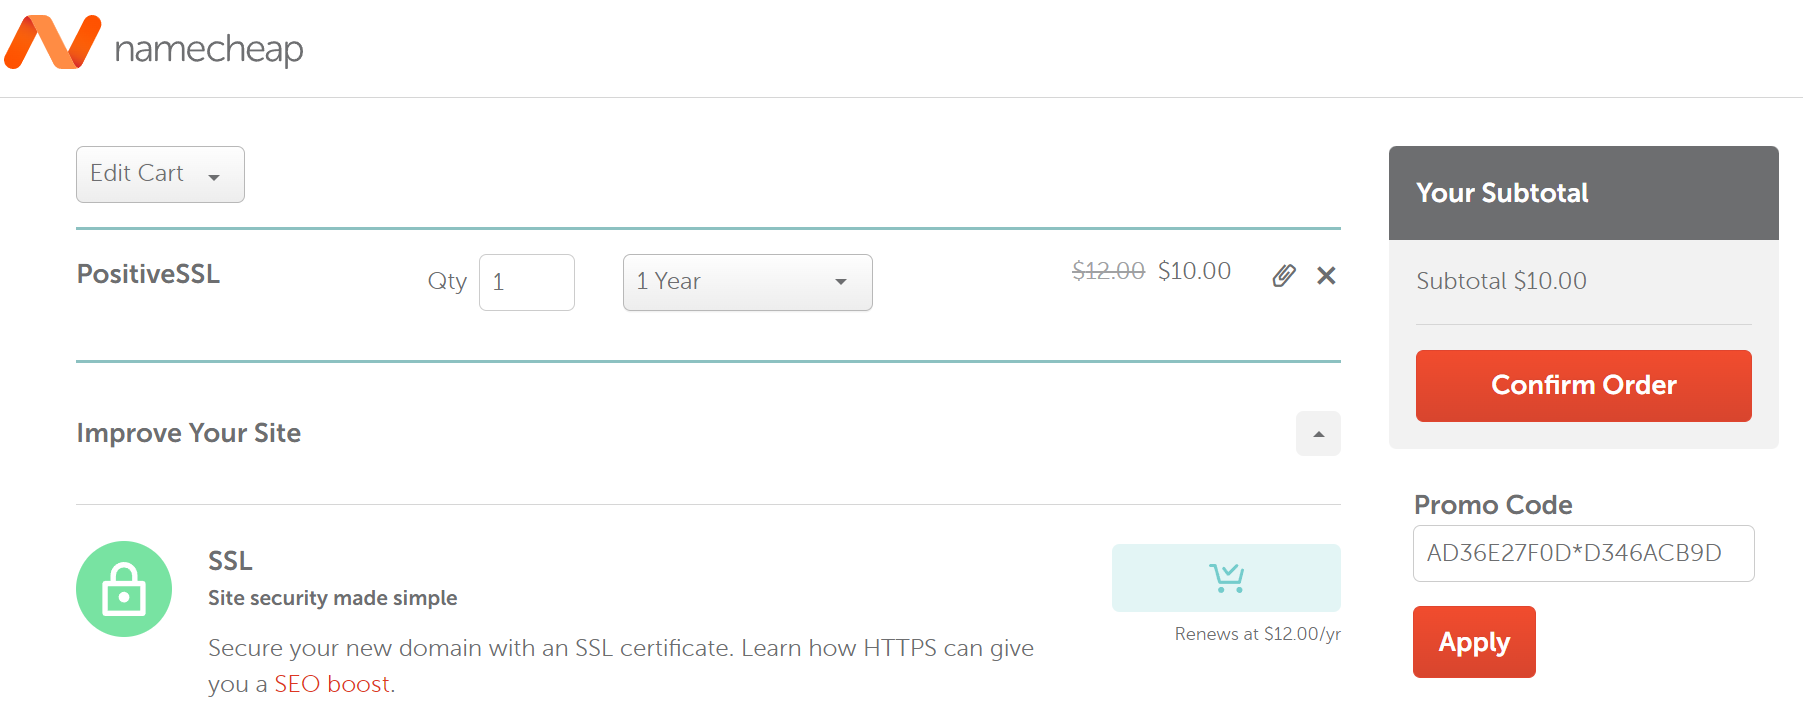 namecheap
Edit Cart
PositiveSSL
Qty 1
1 Year
$12.00 $10.00
Improve Your Site
SSL
Site security made simple
Secure your new domain with an SSL certificate. Learn how HTTPS can give
you a SEO boost.
Renews at $12.00/yr
Your Subtotal
Subtotal $10.00
Confirm Order
Promo Code
AD36E27F0D*D346ACB9D
Apply